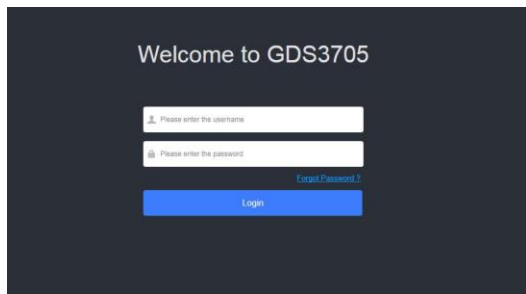 Welcome to GDS3705
Please enter the username
Please enter the password
Forgot Password ?
Login